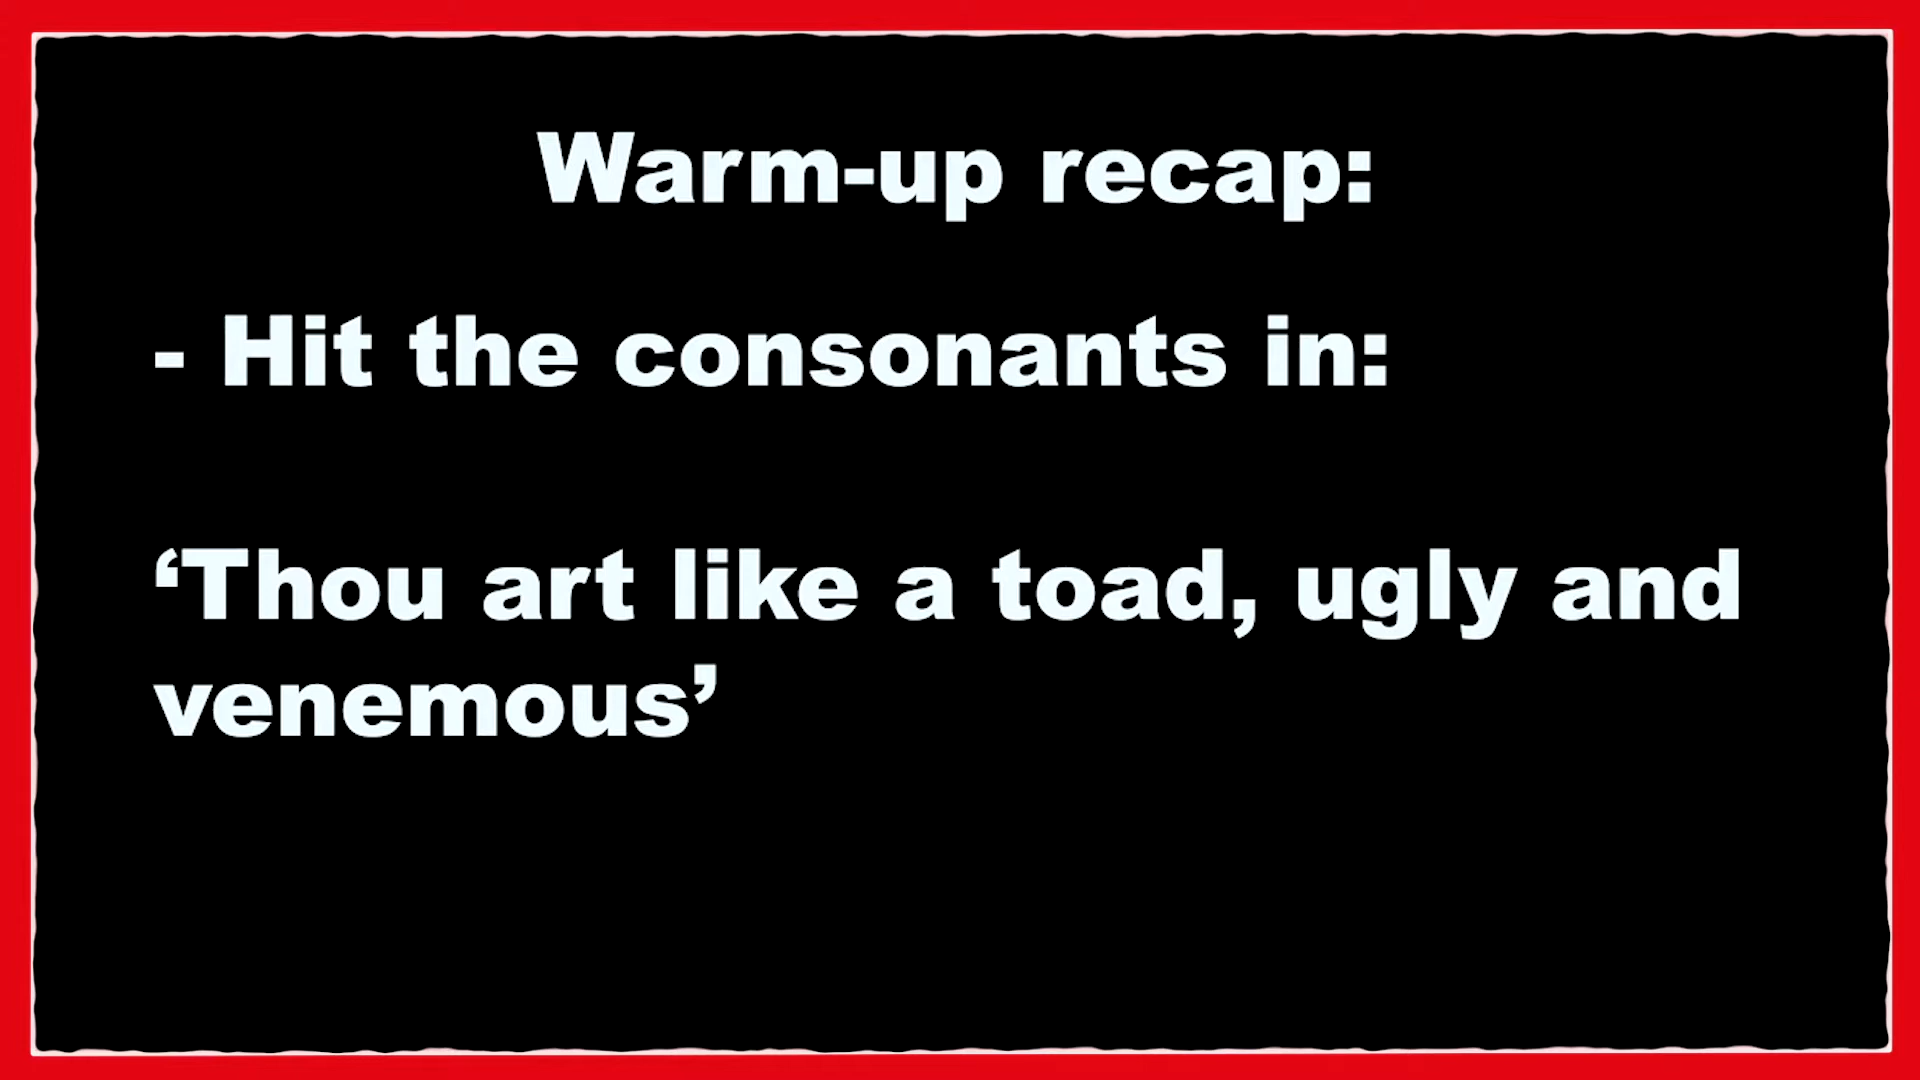 Warm-up recap:
- Hit the consonants in:
‘Thou art like a toad, ugly and
venemous’